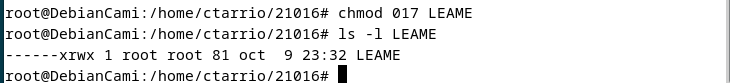 root@DebianCami:/home/ctarrio/21016# chmod 017 LEAME
root@DebianCami:/home/ctarrio/21016# ls -l LEAME
------xrwx 1 root root 81 oct  9 23:32 LEAME
root@DebianCami:/home/ctarrio/21016#